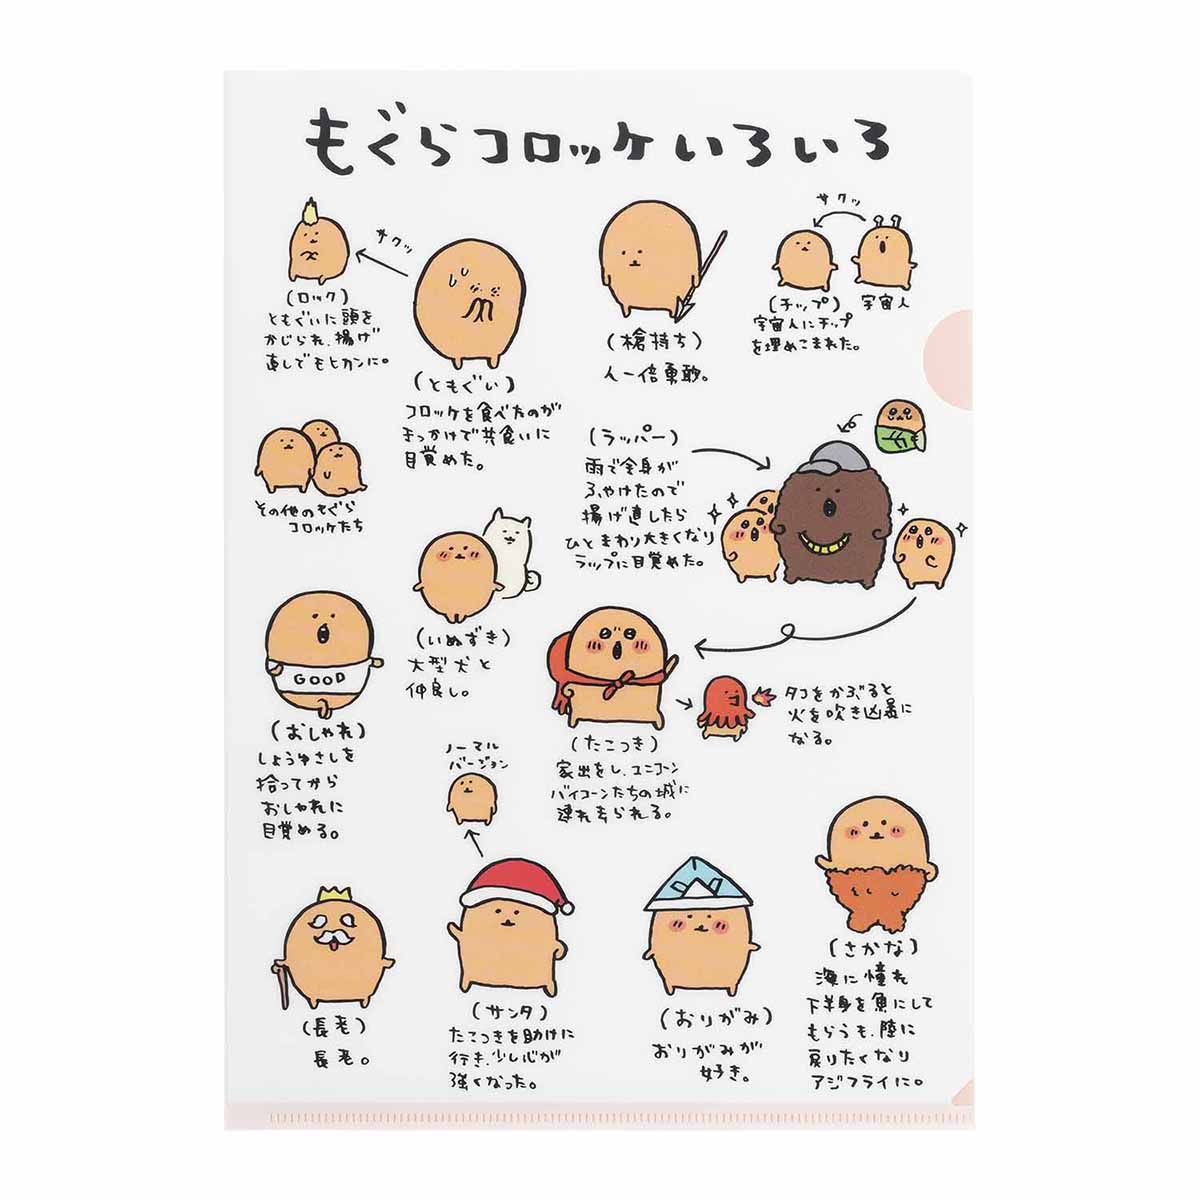 もぐらコロッケいろいろ
サクッ
(ロック)
ともぐいに頭を
かじられ、揚げ
直しでモヒカンに。
(ともぐい)
コロッケを食べたのが
きっかけで共食いに
目覚めた。
(槍持ち)
人一倍勇敢。
サクッ
(チップ)
宇宙人
宇宙人にチップ
を埋めこまれた。
その他のもぐら
コロッケたち
(ラッパー)
雨で全身が
ふやけたので
揚げ直したら
ひとまわり大きくなり
ラップに目覚めた。
(いぬずき)
大型犬と
仲良し。
GOOD
(おしゃれ)
しょうゆさしを
拾ってから
おしゃれに
目覚める。
(たこつき)
家出をし、ユニコーン
バイコーンたちの城に
連れ去られる。
タコをかぶると
火を吹き凶暴に
なる。
ノーマル
バージョン
(長老)
長老。
(サンタ)
たこつきを助けに
行き、少し心が
強くなった。
(おりがみ)
おりがみが
好き。
(さかな)
海に憧れ
下半身を魚にして
もらうも、陸に
戻りたくなり
アジフライに。